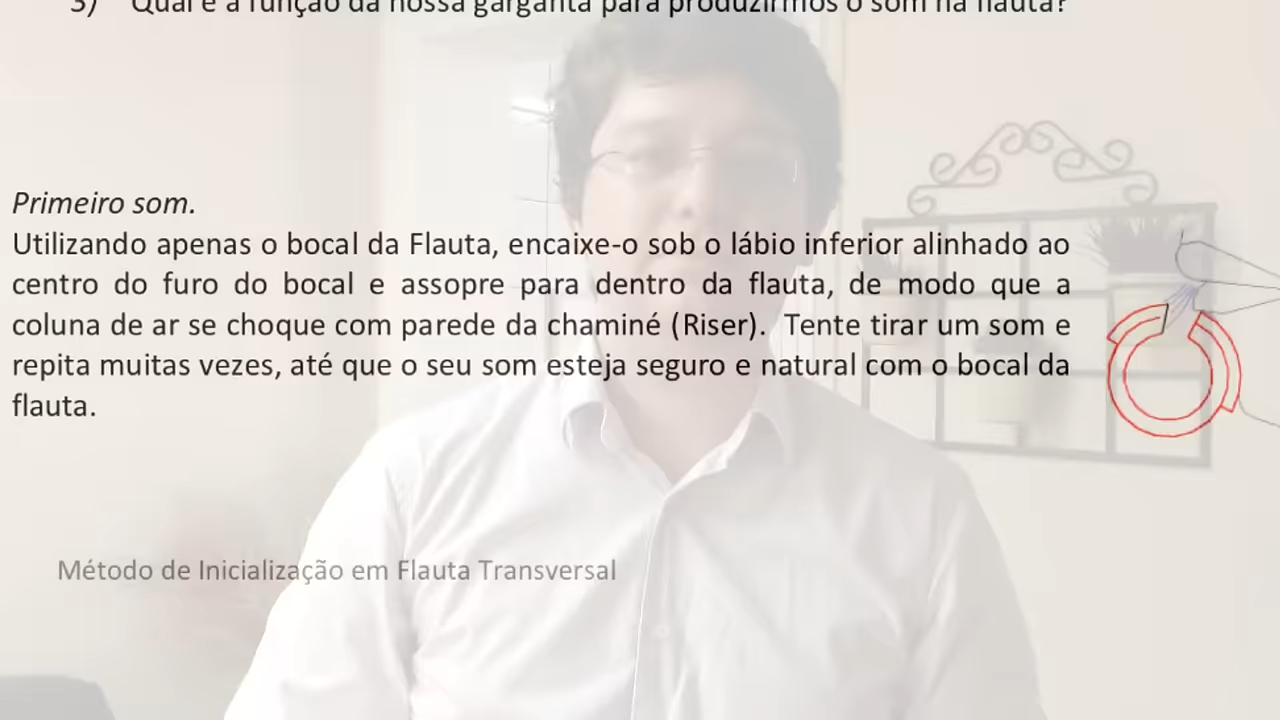 3) Qual é a função da nossa garganta para produzirmos o som na flauta?
Primeiro som.
Utilizando apenas o bocal da Flauta, encaixe-o sob o lábio inferior alinhado ao
centro do furo do bocal e assopre para dentro da flauta, de modo que a
coluna de ar se choque com parede da chaminé (Riser). Tente tirar um som e
repita muitas vezes, até que o seu som esteja seguro e natural com o bocal da
flauta.
Método de Inicialização em Flauta Transversal